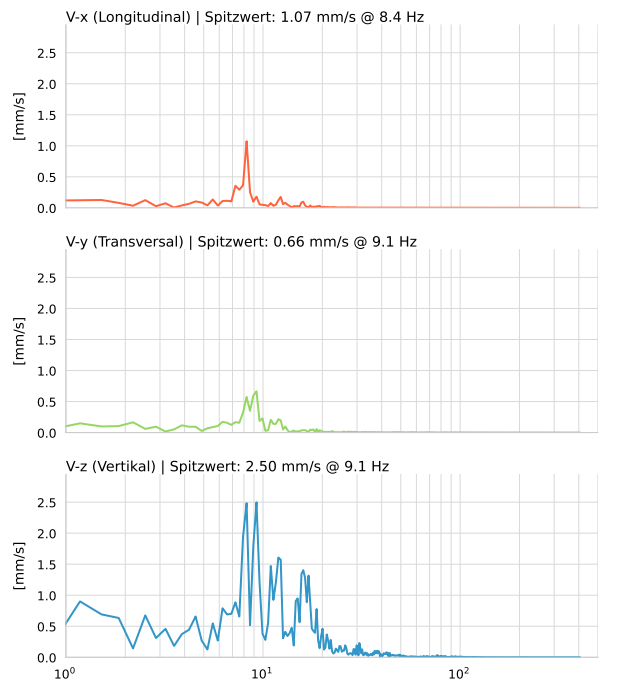 V-x (Longitudinal) | Spitzwert: 1.07 mm/s @ 8.4 Hz
2.5
2.0
1.5
1.0
0.5
0.0
[mm/s]
V-y (Transversal) | Spitzwert: 0.66 mm/s @ 9.1 Hz
2.5
2.0
1.5
1.0
0.5
0.0
[mm/s]
V-z (Vertikal) | Spitzwert: 2.50 mm/s @ 9.1 Hz
2.5
2.0
1.5
1.0
0.5
0.0
[mm/s]
10⁰ 10¹ 10²